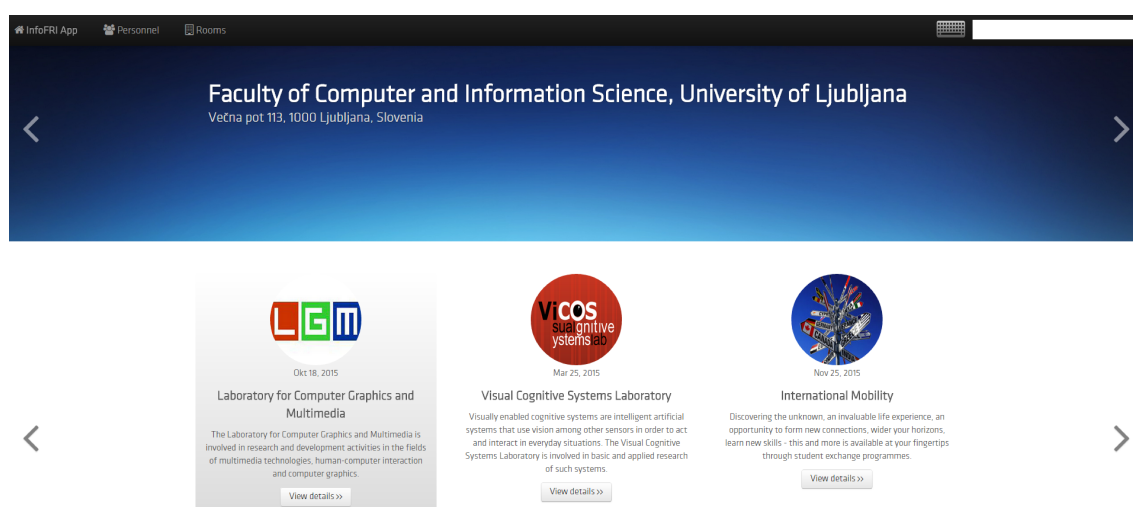 InfoFRI App Personnel Rooms
Faculty of Computer and Information Science, University of Ljubljana
Večna pot 113, 1000 Ljubljana, Slovenia
LGM
Okt 18, 2015
Laboratory for Computer Graphics and
Multimedia
The Laboratory for Computer Graphics and Multimedia is
involved in research and development activities in the fields
of multimedia technologies, human-computer interaction
and computer graphics.
View details >>
ViCOS
sual gnitive
ystemslab
Mar 25, 2015
Visual Cognitive Systems Laboratory
Visually enabled cognitive systems are intelligent artificial
systems that use vision among other sensors in order to act
and interact in everyday situations. The Visual Cognitive
Systems Laboratory is involved in basic and applied research
of such systems.
View details >>
Nov 25, 2015
International Mobility
Discovering the unknown, an invaluable life experience, an
opportunity to form new connections, wider your horizons,
learn new skills - this and more is available at your fingertips
through student exchange programmes.
View details >>